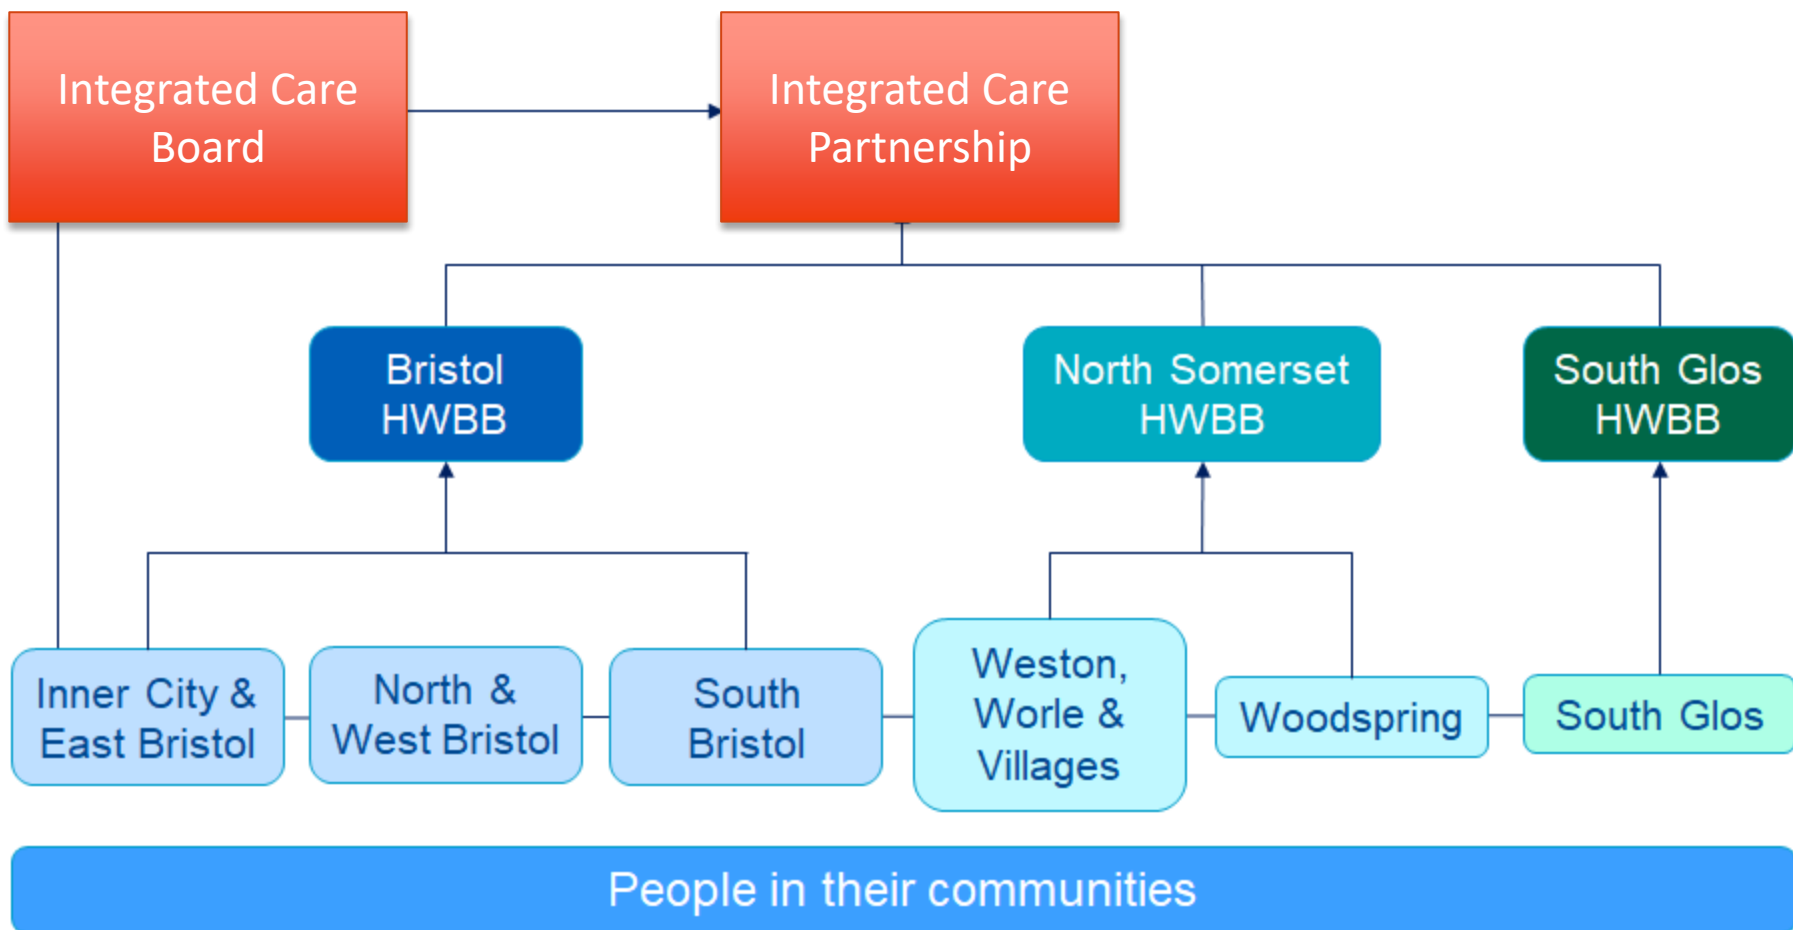 Integrated Care
Board
Integrated Care
Partnership
Bristol
HWBB
North Somerset
HWBB
South Glos
HWBB
Inner City &
East Bristol
North &
West Bristol
South
Bristol
Weston,
Worle &
Villages
Woodspring
South Glos
People in their communities